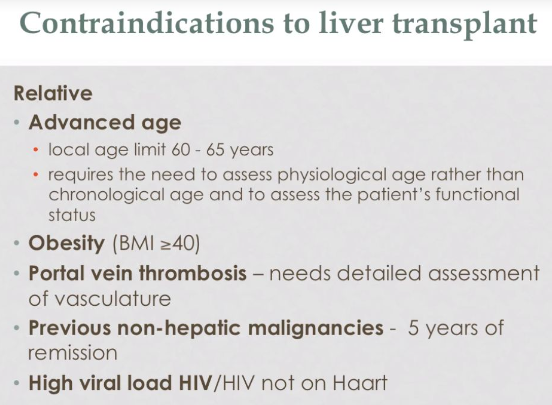 Contraindications to liver transplant
Relative
• Advanced age
• local age limit 60 - 65 years
• requires the need to assess physiological age rather than
chronological age and to assess the patient's functional
status
• Obesity (BMI ≥40)
• Portal vein thrombosis – needs detailed assessment
of vasculature
• Previous non-hepatic malignancies - 5 years of
remission
• High viral load HIV/HIV not on Haart